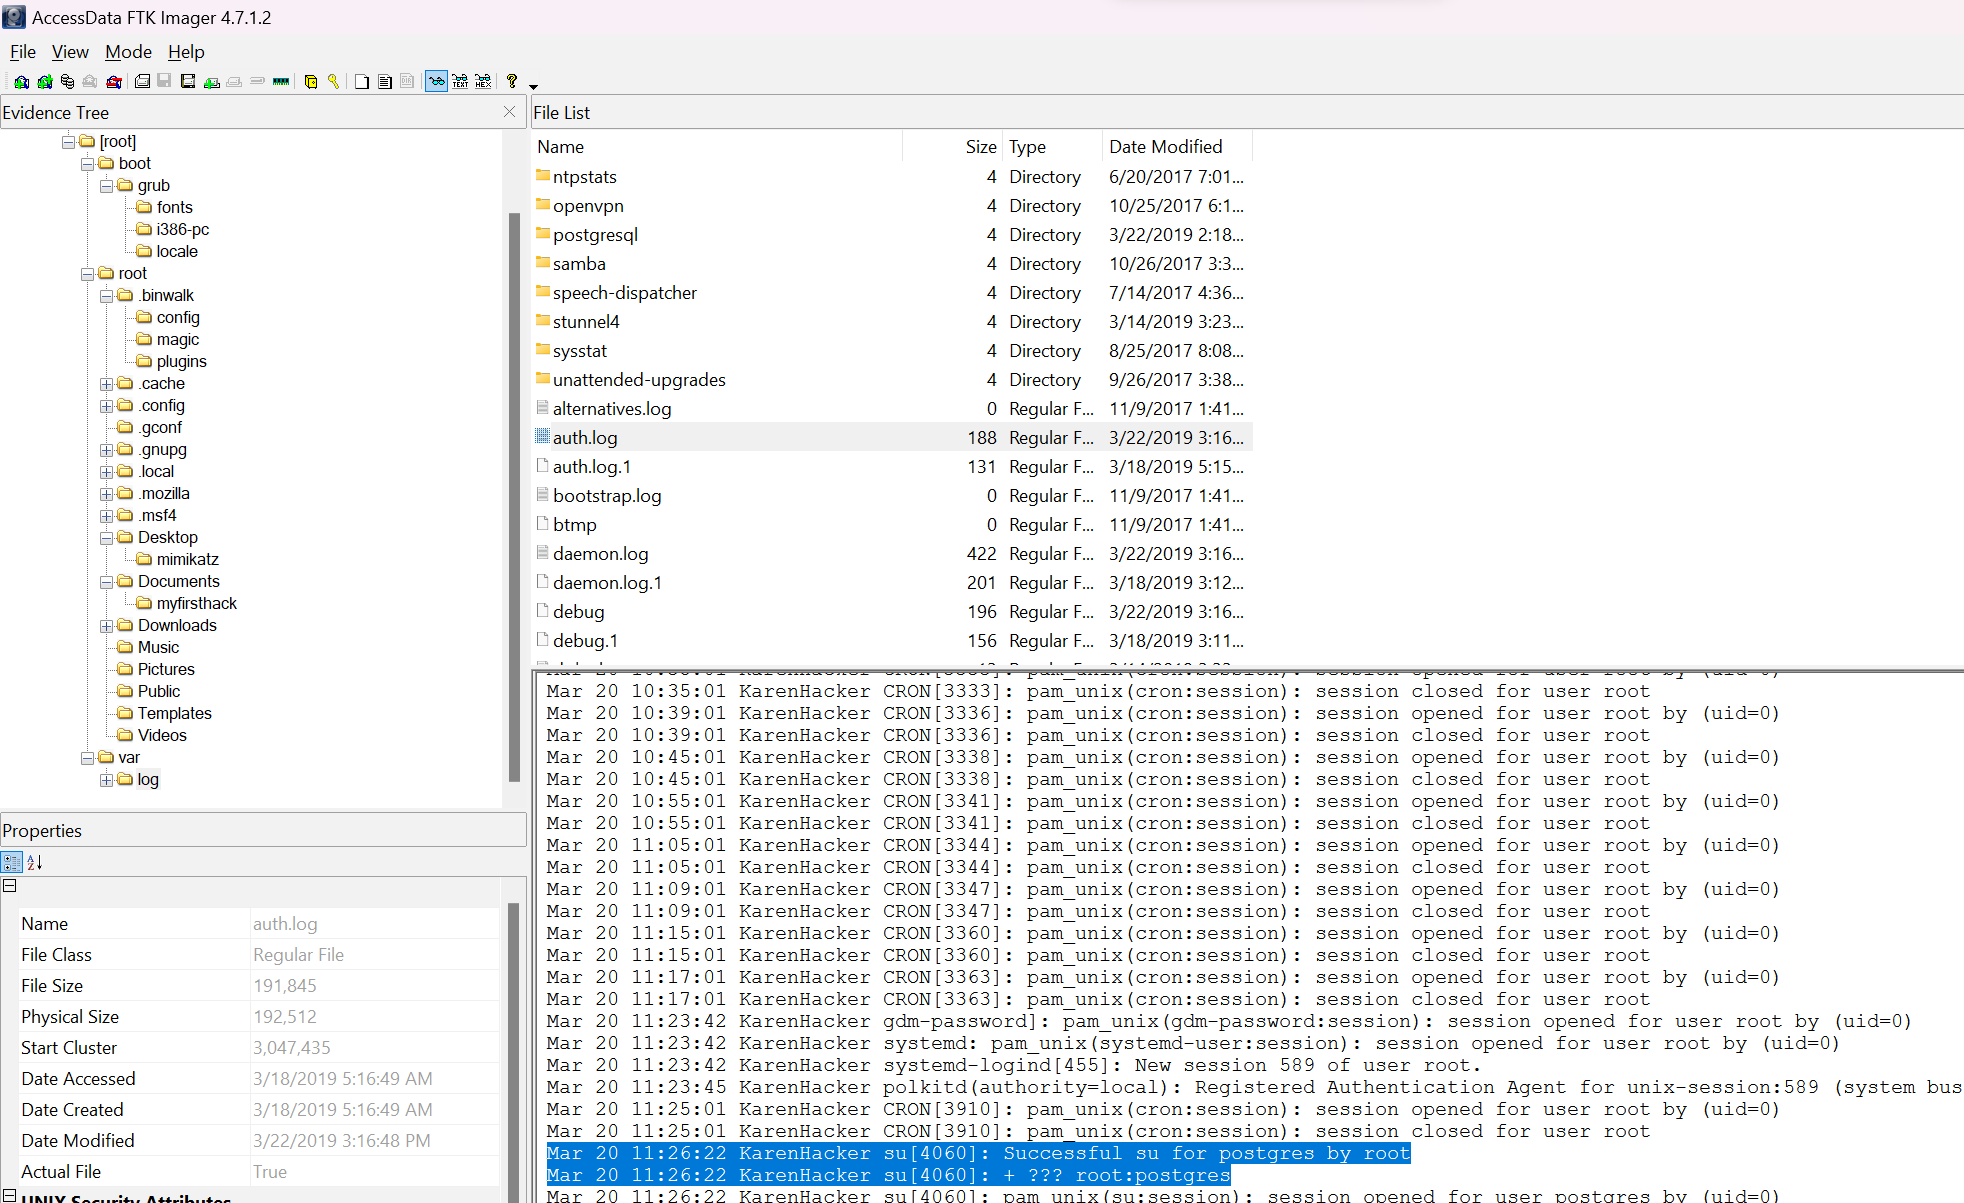 AccessData FTK Imager 4.7.1.2
File View Mode Help
Evidence Tree
[root]
boot
grub
fonts
i386-pc
locale
root
.binwalk
config
magic
plugins
.cache
.config
.gconf
.gnupg
.local
.mozilla
.msf4
Desktop
mimikatz
Documents
myfirsthack
Downloads
Music
Pictures
Public
Templates
Videos
var
log
Properties
Name auth.log
File Class Regular File
File Size 191,845
Physical Size 192,512
Start Cluster 3,047,435
Date Accessed 3/18/2019 5:16:49 AM
Date Created 3/18/2019 5:16:49 AM
Date Modified 3/22/2019 3:16:48 PM
Actual File True
UNIX Security Attributes
File List
Name Size Type Date Modified
ntpstats 4 Directory 6/20/2017 7:01...
openvpn 4 Directory 10/25/2017 6:1...
postgresql 4 Directory 3/22/2019 2:18...
samba 4 Directory 10/26/2017 3:3...
speech-dispatcher 4 Directory 7/14/2017 4:36...
stunnel4 4 Directory 3/14/2019 3:23...
sysstat 4 Directory 8/25/2017 8:08...
unattended-upgrades 4 Directory 9/26/2017 3:38...
alternatives.log 0 Regular F... 11/9/2017 1:41...
auth.log 188 Regular F... 3/22/2019 3:16...
auth.log.1 131 Regular F... 3/18/2019 5:15...
bootstrap.log 0 Regular F... 11/9/2017 1:41...
btmp 0 Regular F... 11/9/2017 1:41...
daemon.log 422 Regular F... 3/22/2019 3:16...
daemon.log.1 201 Regular F... 3/18/2019 3:12...
debug 196 Regular F... 3/22/2019 3:16...
debug.1 156 Regular F... 3/18/2019 3:11...
Mar 20 10:35:01 KarenHacker CRON[3333]: pam_unix(cron:session): session closed for user root
Mar 20 10:39:01 KarenHacker CRON[3336]: pam_unix(cron:session): session opened for user root by (uid=0)
Mar 20 10:39:01 KarenHacker CRON[3336]: pam_unix(cron:session): session closed for user root
Mar 20 10:45:01 KarenHacker CRON[3338]: pam_unix(cron:session): session opened for user root by (uid=0)
Mar 20 10:45:01 KarenHacker CRON[3338]: pam_unix(cron:session): session closed for user root
Mar 20 10:55:01 KarenHacker CRON[3341]: pam_unix(cron:session): session opened for user root by (uid=0)
Mar 20 10:55:01 KarenHacker CRON[3341]: pam_unix(cron:session): session closed for user root
Mar 20 11:05:01 KarenHacker CRON[3344]: pam_unix(cron:session): session opened for user root by (uid=0)
Mar 20 11:05:01 KarenHacker CRON[3344]: pam_unix(cron:session): session closed for user root
Mar 20 11:09:01 KarenHacker CRON[3347]: pam_unix(cron:session): session opened for user root by (uid=0)
Mar 20 11:09:01 KarenHacker CRON[3347]: pam_unix(cron:session): session closed for user root
Mar 20 11:15:01 KarenHacker CRON[3360]: pam_unix(cron:session): session opened for user root by (uid=0)
Mar 20 11:15:01 KarenHacker CRON[3360]: pam_unix(cron:session): session closed for user root
Mar 20 11:17:01 KarenHacker CRON[3363]: pam_unix(cron:session): session opened for user root by (uid=0)
Mar 20 11:17:01 KarenHacker CRON[3363]: pam_unix(cron:session): session closed for user root
Mar 20 11:23:42 KarenHacker gdm-password]: pam_unix(gdm-password:session): session opened for user root by (uid=0)
Mar 20 11:23:42 KarenHacker systemd: pam_unix(systemd-user:session): session opened for user root by (uid=0)
Mar 20 11:23:42 KarenHacker systemd-logind[455]: New session 589 of user root.
Mar 20 11:23:45 KarenHacker polkitd(authority=local): Registered Authentication Agent for unix-session:589 (system bus
Mar 20 11:25:01 KarenHacker CRON[3910]: pam_unix(cron:session): session opened for user root by (uid=0)
Mar 20 11:25:01 KarenHacker CRON[3910]: pam_unix(cron:session): session closed for user root
Mar 20 11:26:22 KarenHacker su[4060]: Successful su for postgres by root
Mar 20 11:26:22 KarenHacker su[4060]: + ??? root:postgres
Mar 20 11:26:22 KarenHacker su[4060]: pam_unix(su:session): session opened for user postgres by (uid=0)